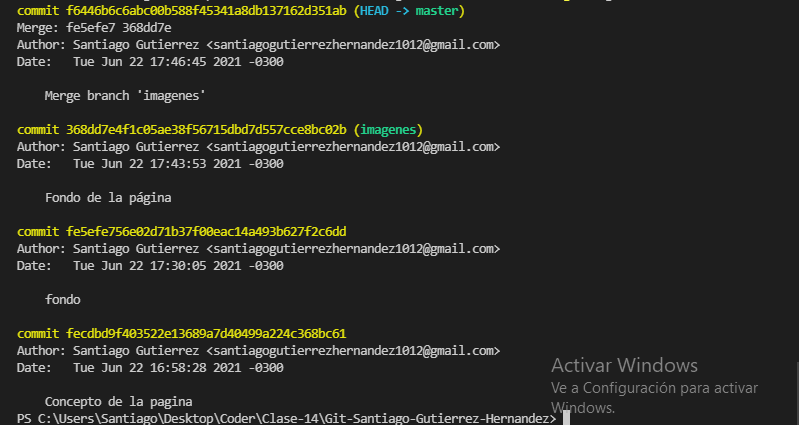 commit f6446b6c6abc00b588f45341a8db137162d351ab (HEAD -> master)
Merge: fe5efe7 368dd7e
Author: Santiago Gutierrez <santiagogutierrezhernandez1012@gmail.com>
Date:   Tue Jun 22 17:46:45 2021 -0300
    Merge branch 'imagenes'
commit 368dd7e4f1c05ae38f56715dbd7d557cce8bc02b (imagenes)
Author: Santiago Gutierrez <santiagogutierrezhernandez1012@gmail.com>
Date:   Tue Jun 22 17:43:53 2021 -0300
    Fondo de la página
commit fe5efe756e02d71b37f00eac14a493b627f2c6dd
Author: Santiago Gutierrez <santiagogutierrezhernandez1012@gmail.com>
Date:   Tue Jun 22 17:30:05 2021 -0300
    fondo
commit fecdbd9f403522e13689a7d40499a224c368bc61
Author: Santiago Gutierrez <santiagogutierrezhernandez1012@gmail.com>
Date:   Tue Jun 22 16:58:28 2021 -0300
    Concepto de la pagina
PS C:\Users\Santiago\Desktop\Coder\Clase-14\Git-Santiago-Gutierrez-Hernandez>
Activar Windows
Ve a Configuración para activar
Windows.